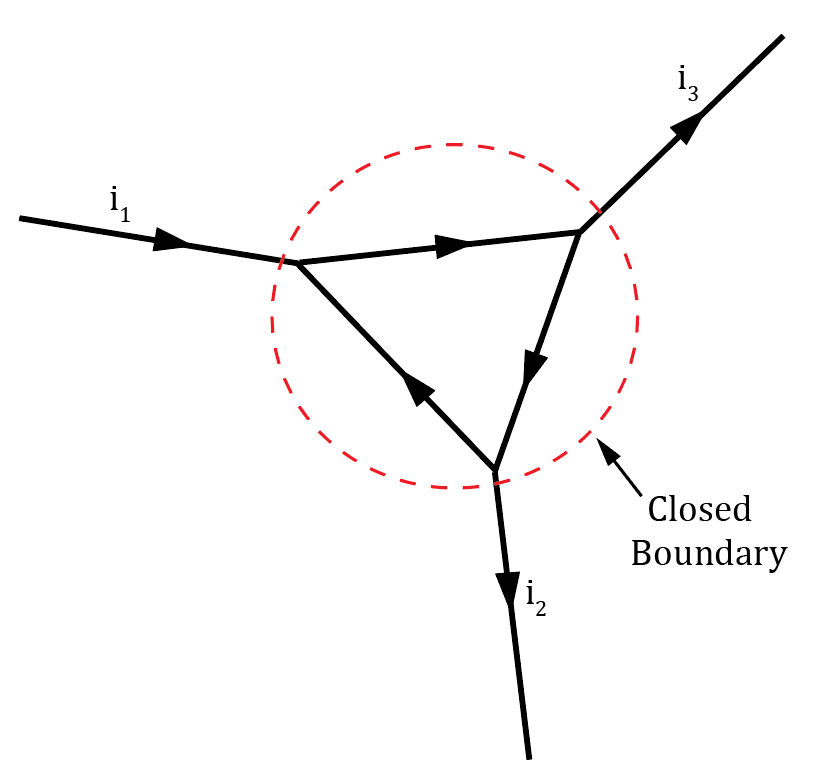 i₃
i₁
Closed
Boundary
i₂